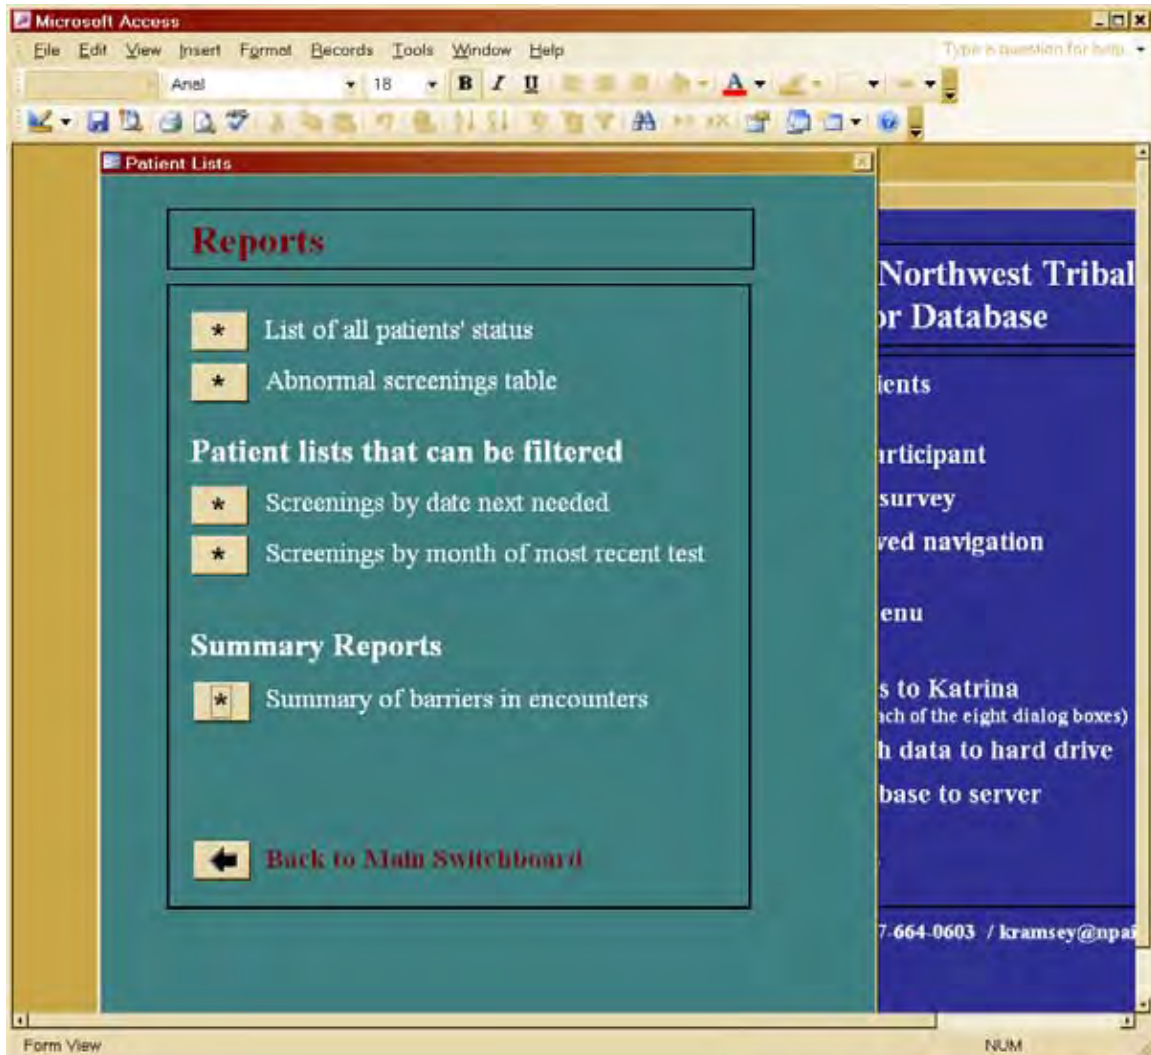 Microsoft Access
File Edit View Insert Format Records Tools Window Help
Type a question for help
Arial 18 B I U A
Patient Lists
Reports
* List of all patients' status
* Abnormal screenings table
Patient lists that can be filtered
* Screenings by date next needed
* Screenings by month of most recent test
Summary Reports
* Summary of barriers in encounters
Back to Main Switchboard
Northwest Tribal
or Database
ients
articipant
survey
ved navigation
enu
s to Katrina
ach of the eight dialog boxes)
h data to hard drive
base to server
7-664-0603 / kramsey@npai
Form View
NUM